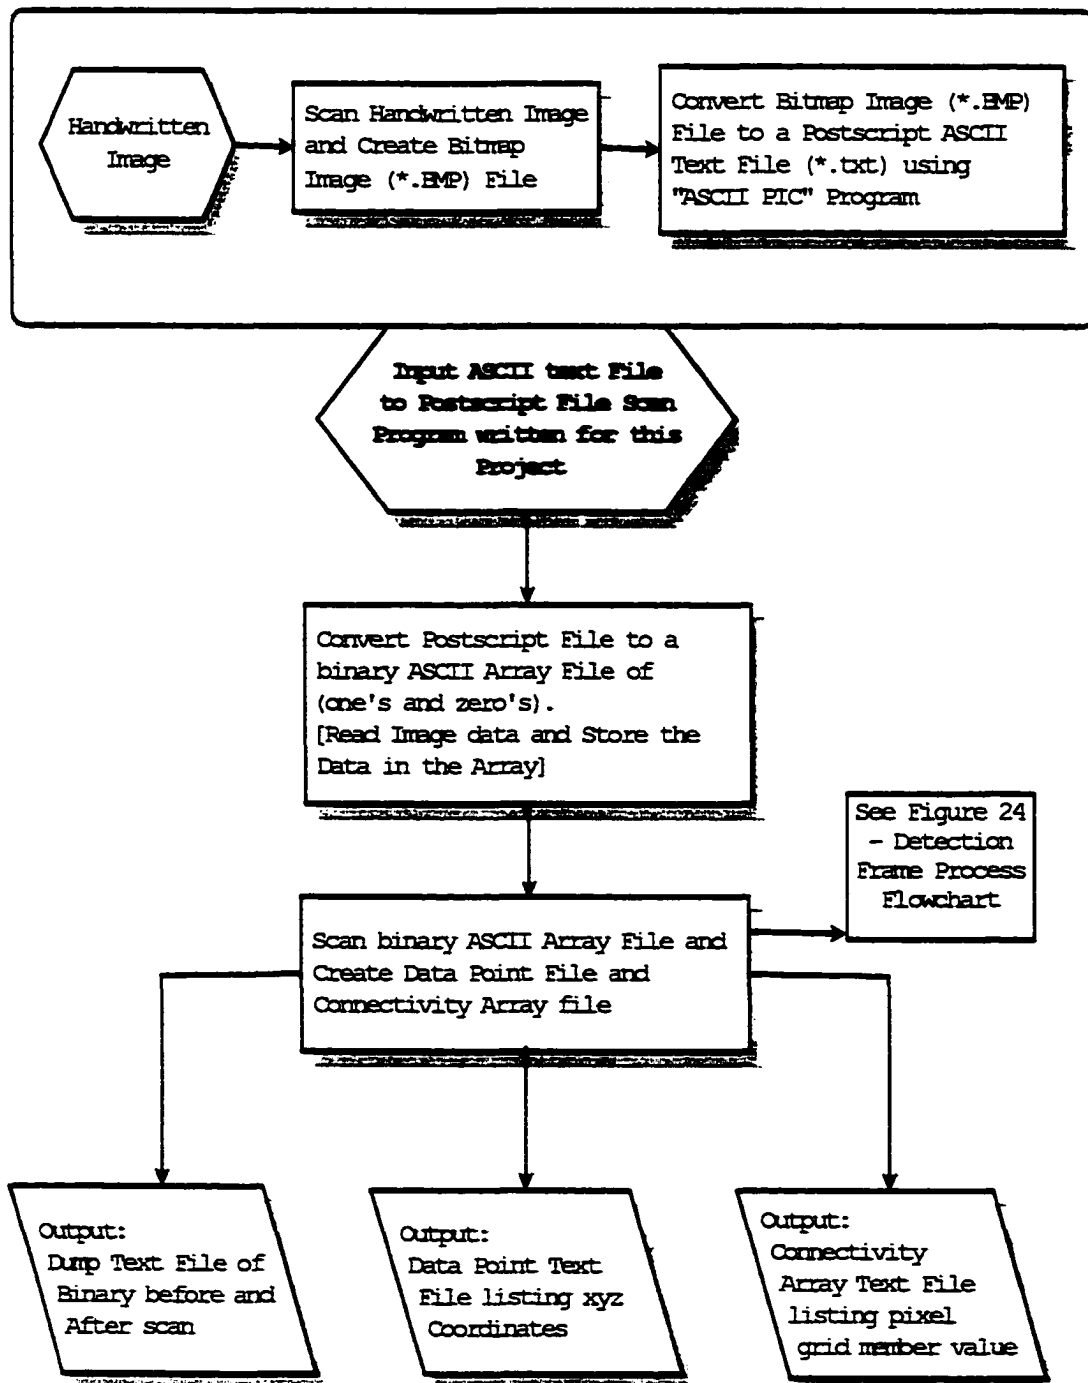 Handwritten
Image
Scan Handwritten Image
and Create Bitmap
Image (*.BMP) File
Convert Bitmap Image (*.BMP)
File to a Postscript ASCII
Text File (*.txt) using
"ASCII PIC" Program
Input ASCII text File
to Postscript File Scan
Program written for this
Project
Convert Postscript File to a
binary ASCII Array File of
(one's and zero's).
[Read Image data and Store the
Data in the Array]
See Figure 24
- Detection
Frame Process
Flowchart
Scan binary ASCII Array File and
Create Data Point File and
Connectivity Array file
Output:
Dump Text File of
Binary before and
After scan
Output:
Data Point Text
File listing xyz
Coordinates
Output:
Connectivity
Array Text File
listing pixel
grid member value